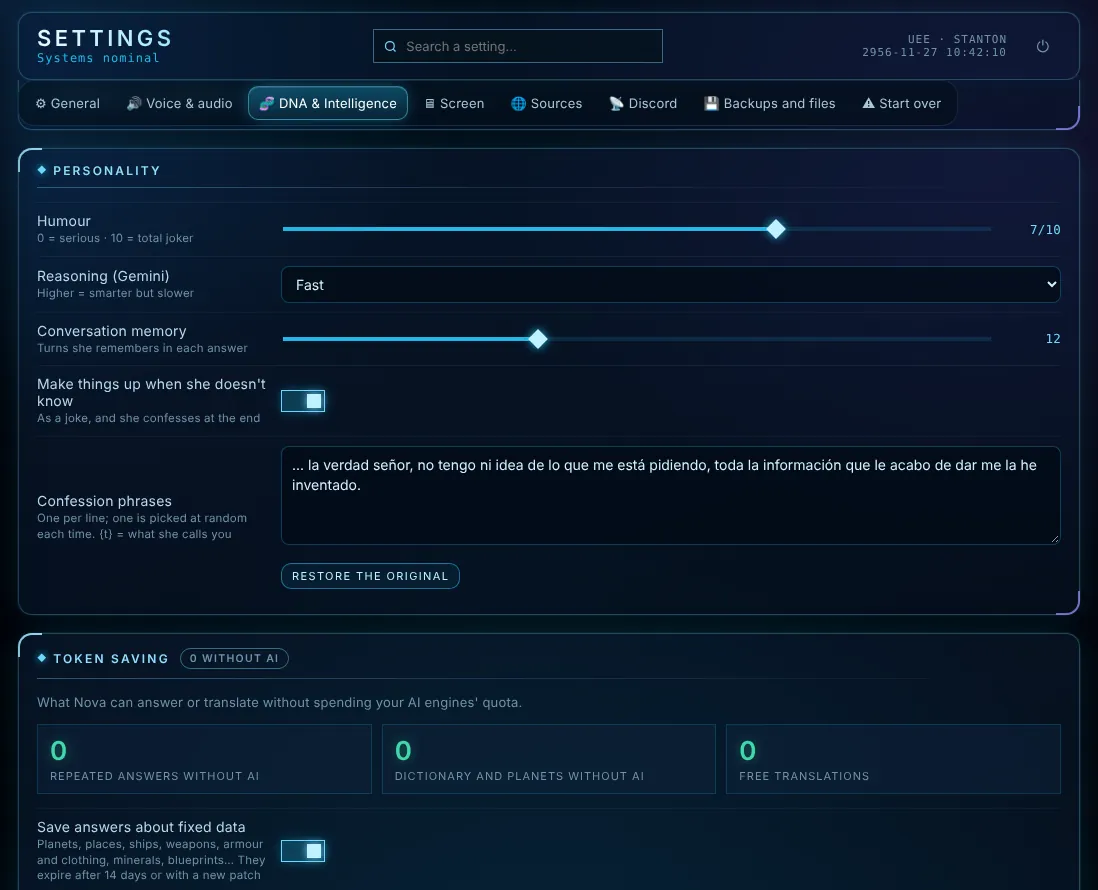 SETTINGS
Systems nominal
Search a setting...
UEE · STANTON
2956-11-27 10:42:10
General
Voice & audio
DNA & Intelligence
Screen
Sources
Discord
Backups and files
Start over
PERSONALITY
Humour
0 = serious · 10 = total joker
7/10
Reasoning (Gemini)
Higher = smarter but slower
Fast
Conversation memory
Turns she remembers in each answer
12
Make things up when she doesn't
know
As a joke, and she confesses at the end
... la verdad señor, no tengo ni idea de lo que me está pidiendo, toda la información que le acabo de dar me la he
inventado.
Confession phrases
One per line; one is picked at random
each time. {t} = what she calls you
RESTORE THE ORIGINAL
TOKEN SAVING
0 WITHOUT AI
What Nova can answer or translate without spending your AI engines' quota.
0
REPEATED ANSWERS WITHOUT AI
0
DICTIONARY AND PLANETS WITHOUT AI
0
FREE TRANSLATIONS
Save answers about fixed data
Planets, places, ships, weapons, armour
and clothing, minerals, blueprints... They
expire after 14 days or with a new patch